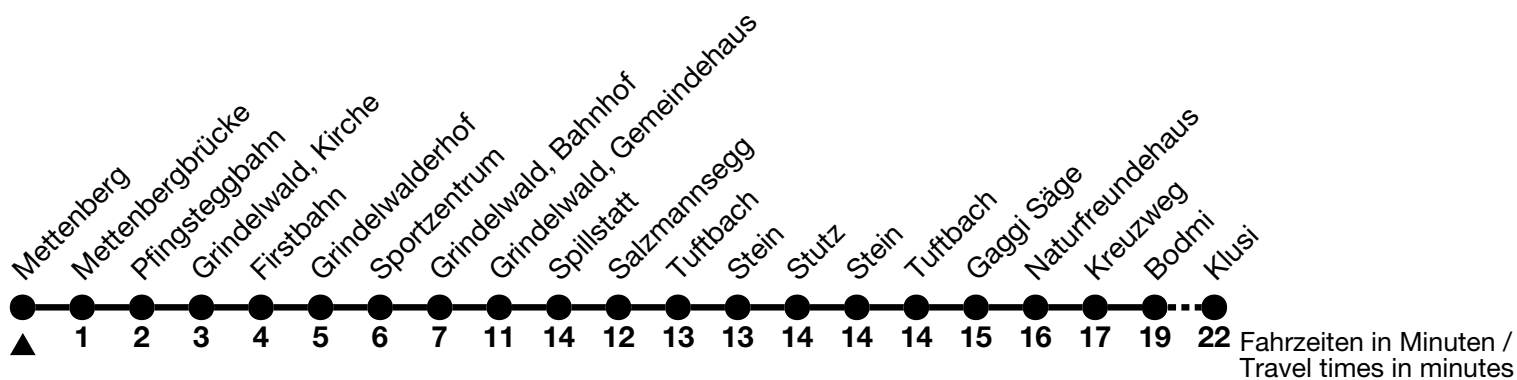 Mettenberg
Mettenbergbrücke
Pfingsteggbahn
Grindelwald, Kirche
Firstbahn
Grindelwalderhof
Sportzentrum
Grindelwald, Bahnhof
Grindelwald, Gemeindehaus
Spillstatt
Salzmannsegg
Tuftbach
Stein
Stutz
Stein
Tuftbach
Gaggi Säge
Naturfreundehaus
Kreuzweg
Bodmi
Klusi
1 2 3 4 5 6 7 11 14 12 13 13 14 14 14 15 16 17 19 22
Fahrzeiten in Minuten /
Travel times in minutes